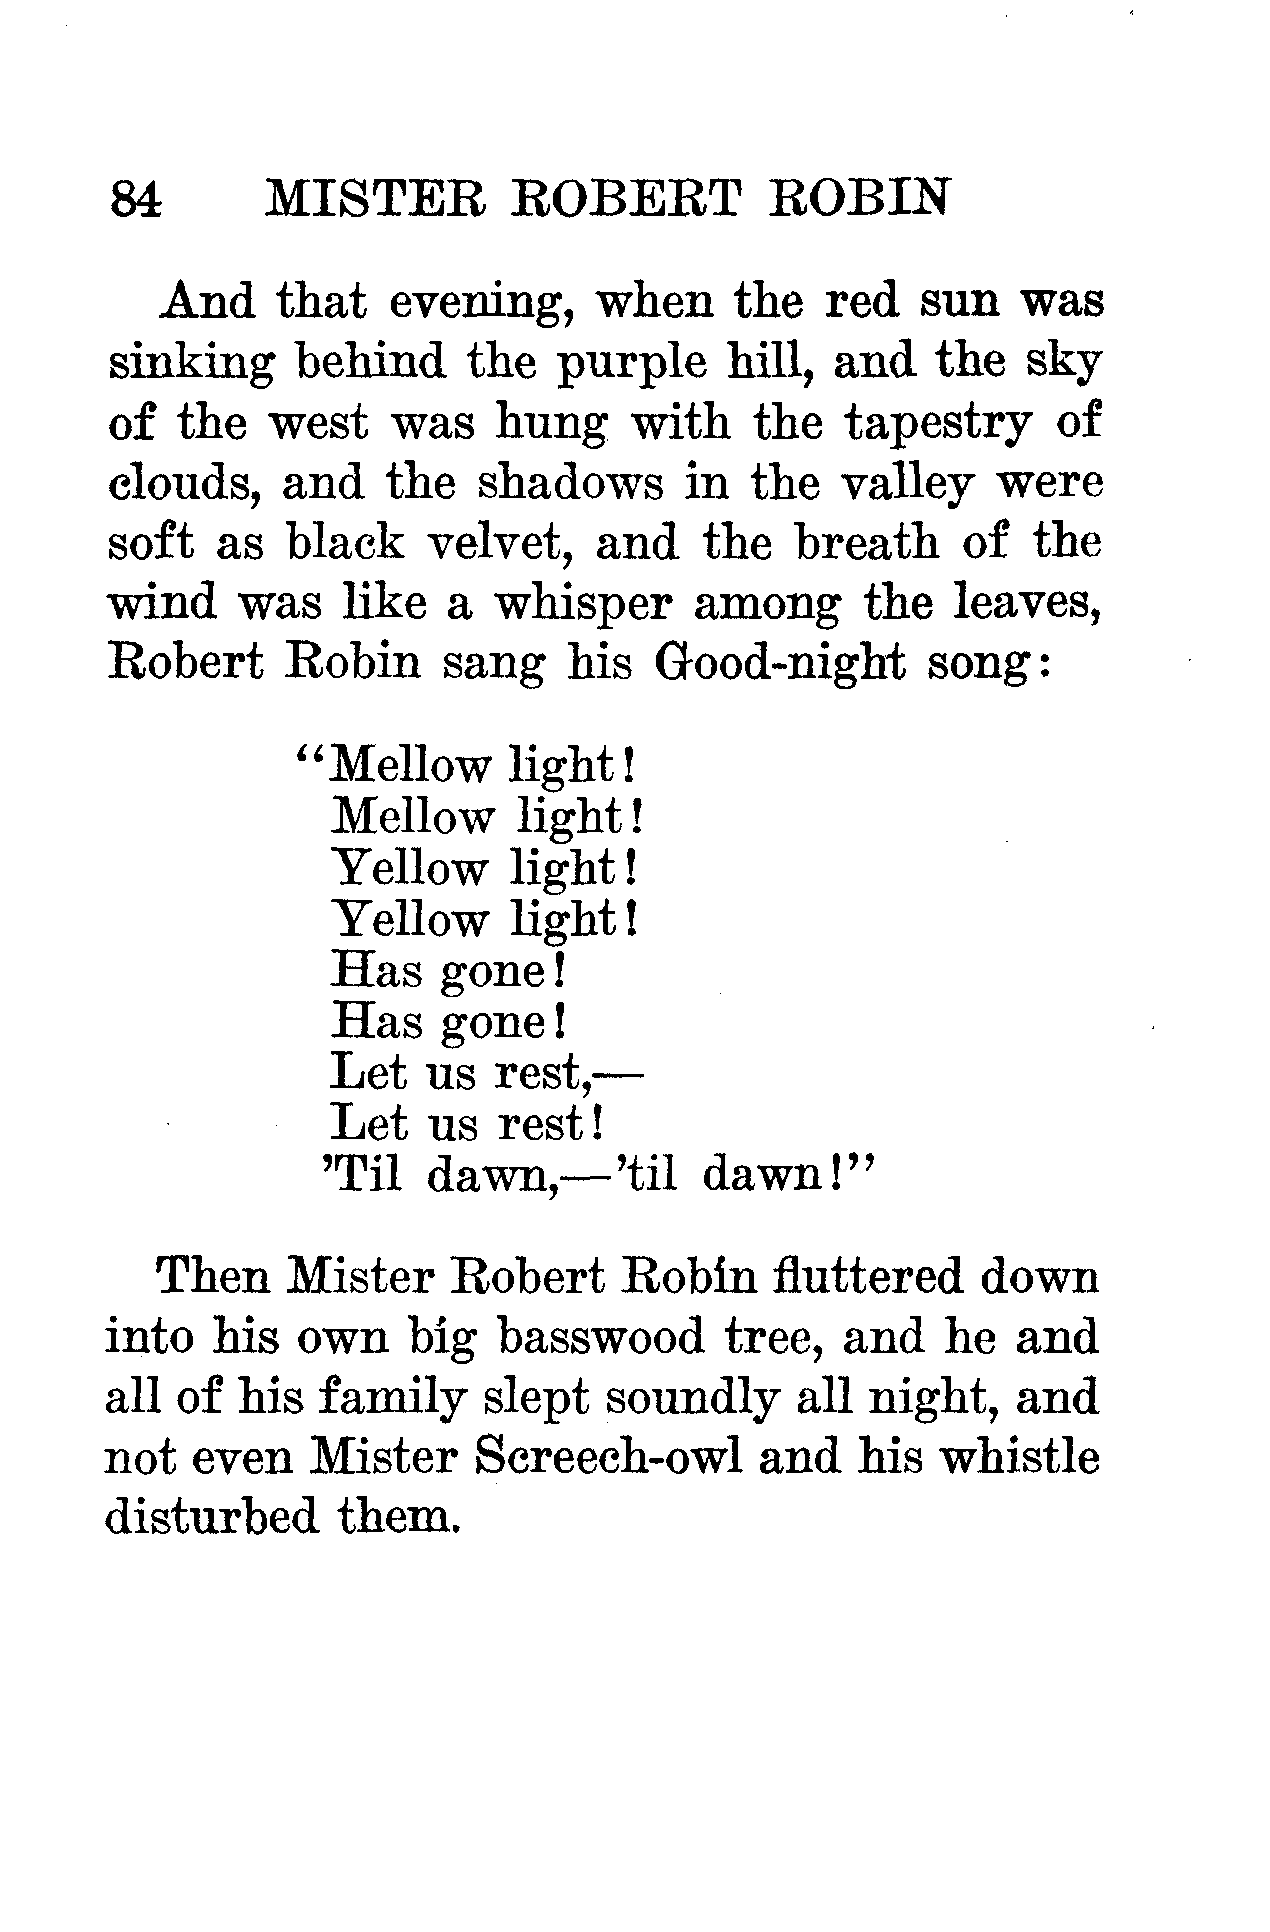 84 MISTER ROBERT ROBIN
And that evening, when the red sun was
sinking behind the purple hill, and the sky
of the west was hung with the tapestry of
clouds, and the shadows in the valley were
soft as black velvet, and the breath of the
wind was like a whisper among the leaves,
Robert Robin sang his Good-night song:
“Mellow light!
Mellow light!
Yellow light!
Yellow light!
Has gone!
Has gone!
Let us rest,—
Let us rest!
’Til dawn,—’til dawn!”
Then Mister Robert Robin fluttered down
into his own big basswood tree, and he and
all of his family slept soundly all night, and
not even Mister Screech-owl and his whistle
disturbed them.